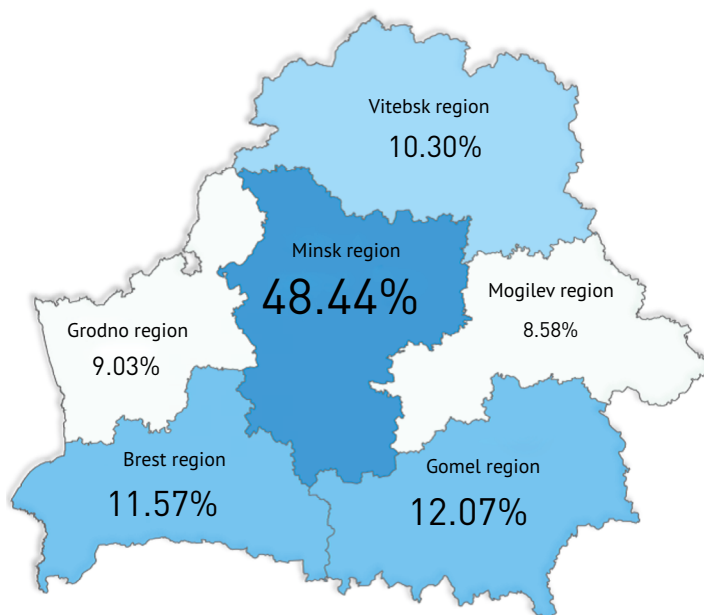 Vitebsk region
10.30%
Minsk region
48.44%
Mogilev region
8.58%
Grodno region
9.03%
Brest region
11.57%
Gomel region
12.07%